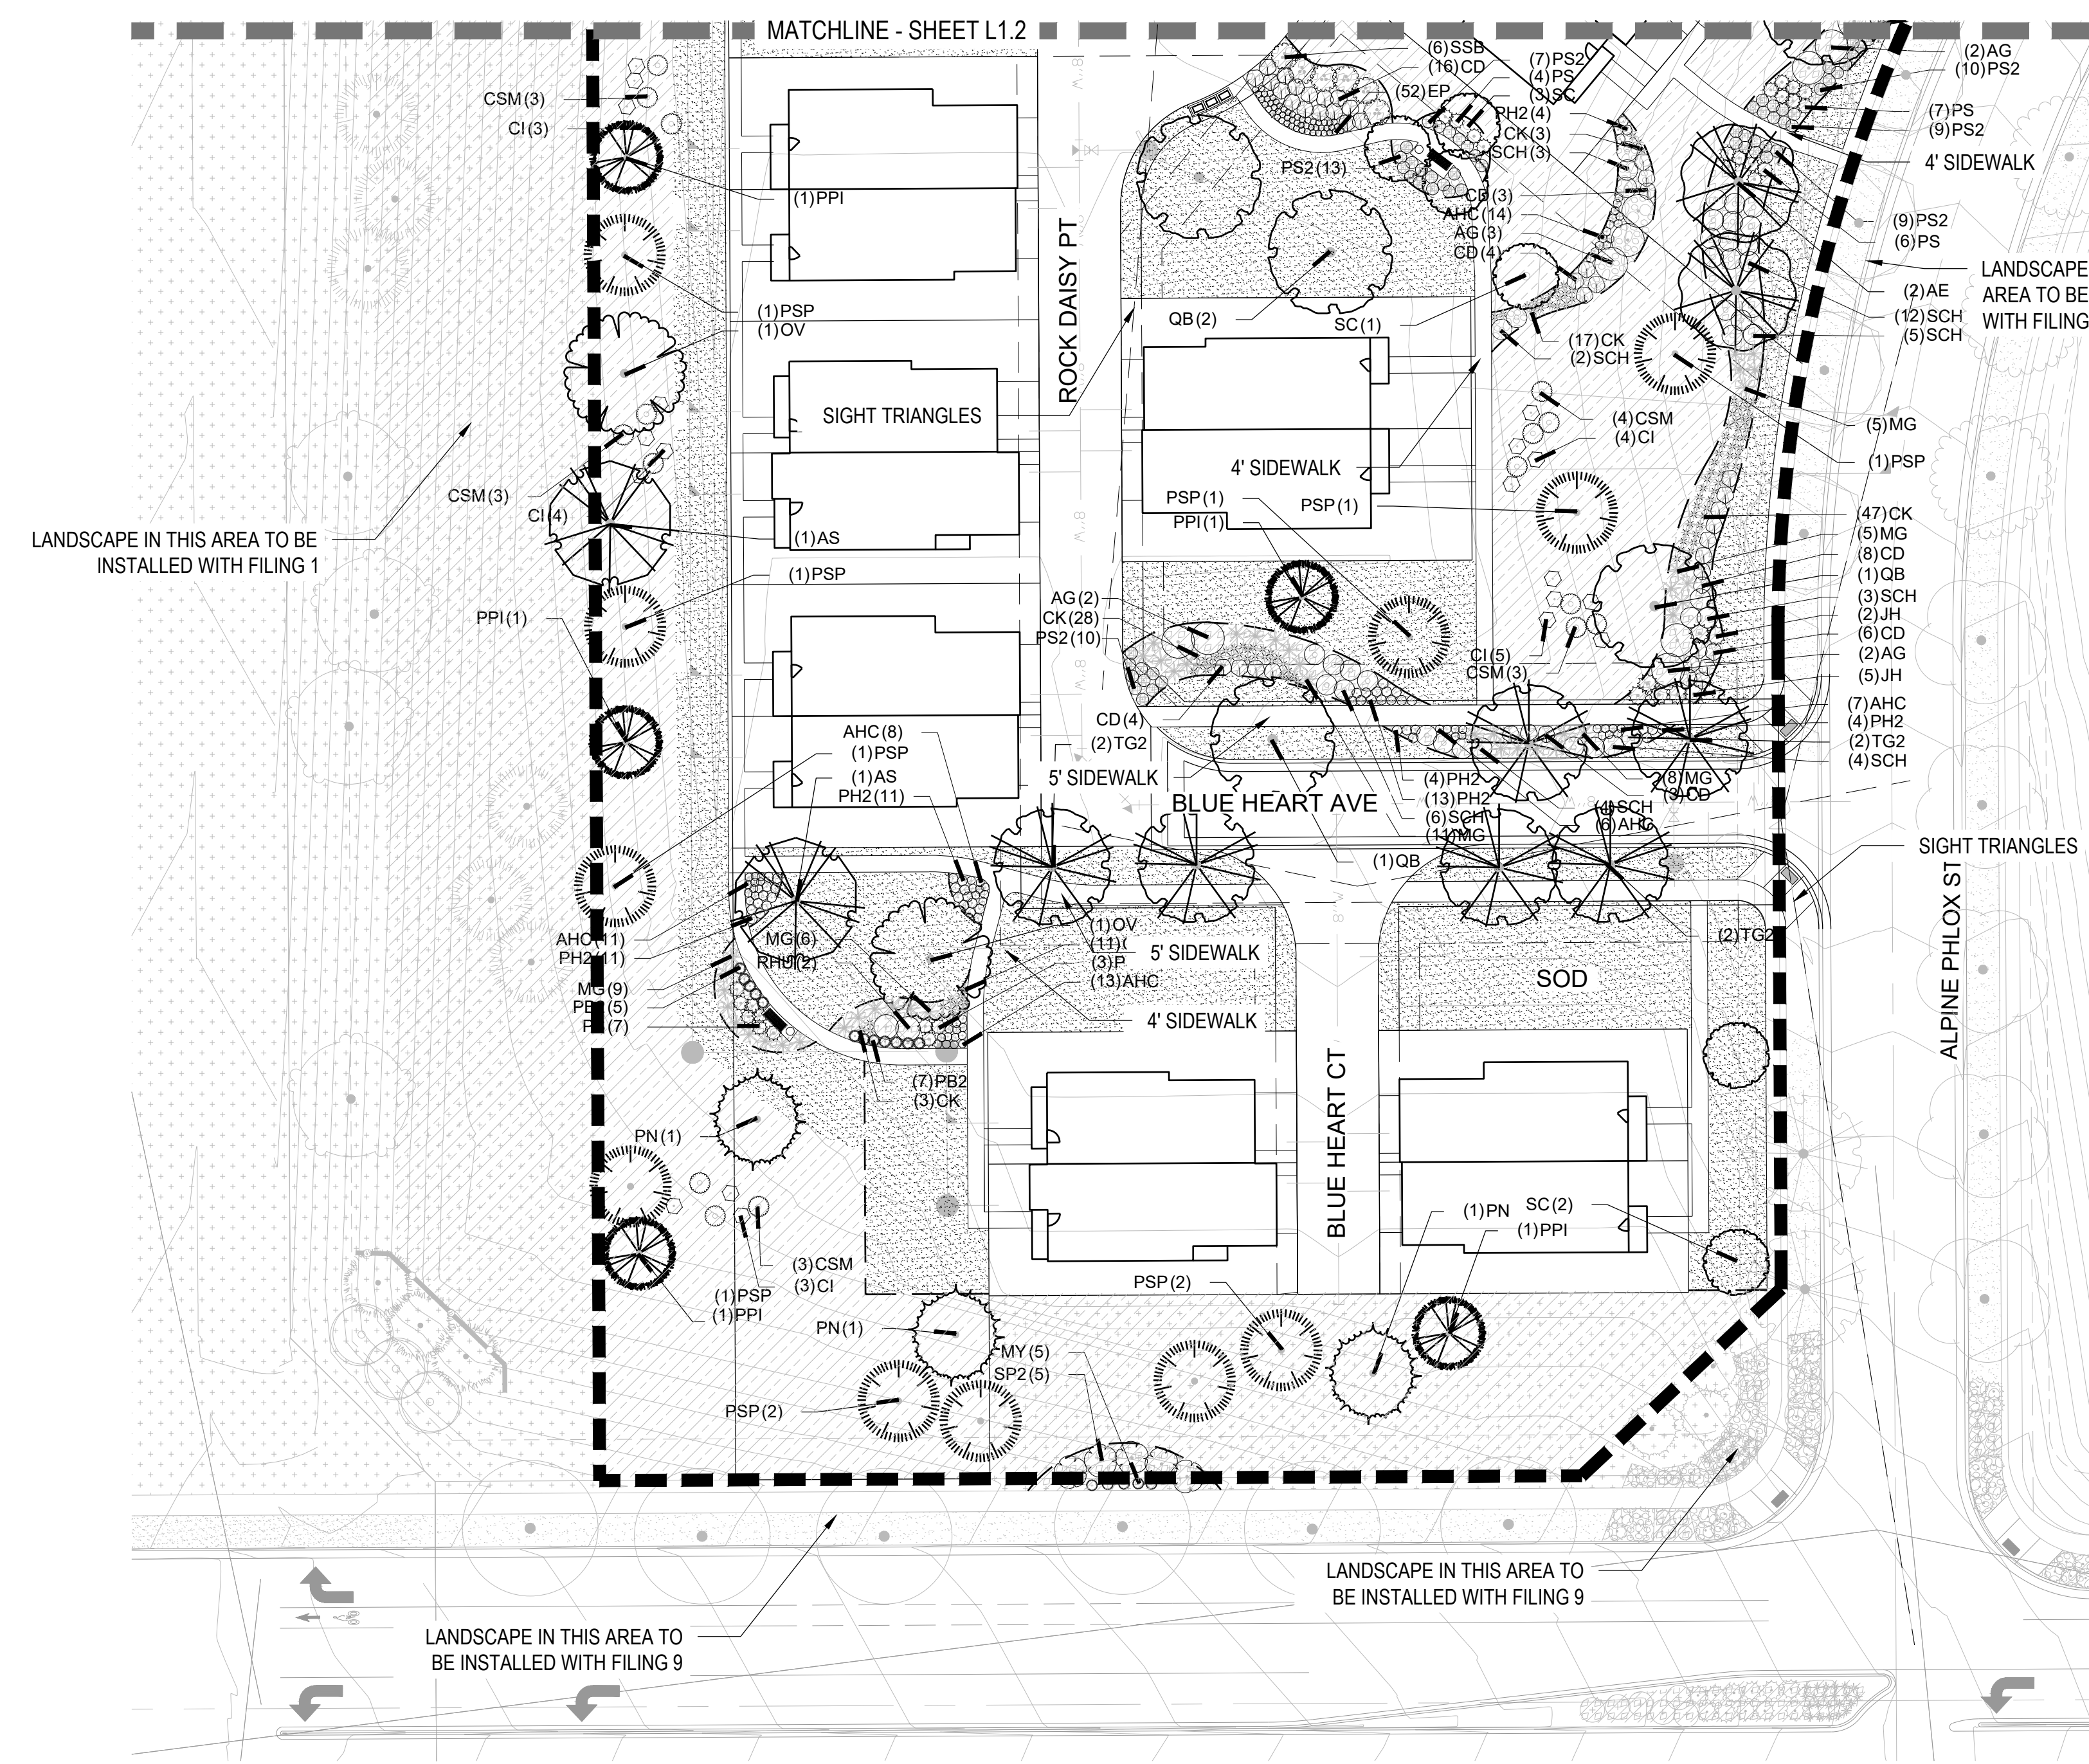 MATCHLINE - SHEET L1.2
(6)SSB
(16)CD
(52)EP
(7)PS2
(4)PS
(3)SC
PH2(4)
CK(3)
SCH(3)
PS2(13)
CD(3)
AHC(14)
AG(3)
CD(4)
(2)AG
(10)PS2
(7)PS
(9)PS2
4' SIDEWALK
(9)PS2
(6)PS
LANDSCAPE
AREA TO BE
WITH FILING
(2)AE
(12)SCH
(5)SCH
CSM(3)
CI(3)
(1)PPI
(1)PSP
(1)OV
ROCK DAISY PT
8'W
QB(2)
SC(1)
(17)CK
(2)SCH
SIGHT TRIANGLES
(4)CSM
(4)CI
(5)MG
(1)PSP
4' SIDEWALK
CSM(3)
CI(4)
(1)AS
PSP(1)
PPI(1)
PSP(1)
8'W
LANDSCAPE IN THIS AREA TO BE
INSTALLED WITH FILING 1
(47)CK
(5)MG
(8)CD
(1)QB
(3)SCH
(2)JH
(6)CD
(2)AG
(5)JH
(1)PSP
PPI(1)
AG(2)
CK(28)
PS2(10)
8'W
CI(5)
CSM(3)
(7)AHC
(4)PH2
(2)TG2
(4)SCH
CD(4)
(2)TG2
AHC(8)
(1)PSP
(1)AS
PH2(11)
5' SIDEWALK
BLUE HEART AVE
(4)PH2
(13)PH2
(6)SCH
(11)MG
(8)MG
(3)CD
(4)SCH
(6)AHC
(1)QB
SIGHT TRIANGLES
ALPINE PHLOX ST
8'W
AHC(11)
PH2(11)
MG(6)
RHU(2)
MG(9)
(1)OV
(3)P
(13)AHC
5' SIDEWALK
4' SIDEWALK
(2)TG2
SOD
(7)PB2
(3)CK
BLUE HEART CT
PN(1)
(3)CSM
(3)CI
(1)PSP
(1)PPI
(1)PN
SC(2)
(1)PPI
PSP(2)
PN(1)
MY(5)
SP2(5)
PSP(2)
LANDSCAPE IN THIS AREA TO
BE INSTALLED WITH FILING 9
LANDSCAPE IN THIS AREA TO
BE INSTALLED WITH FILING 9